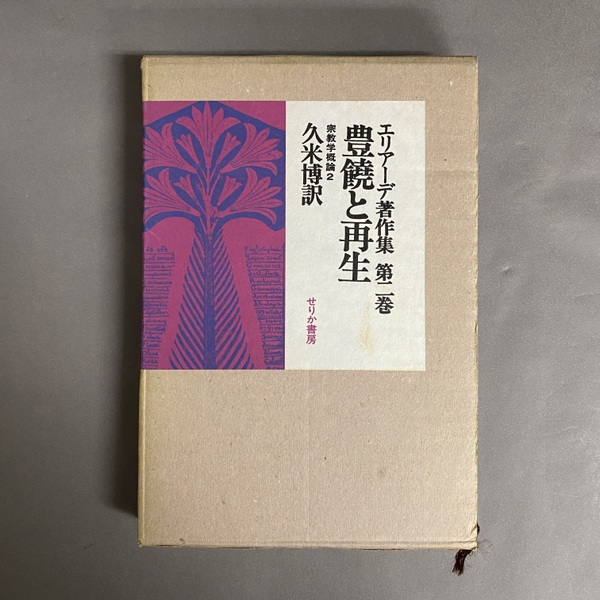 エリアーデ著作集 第二巻
豊饒と再生
宗教学概論2
久米博訳
せりか書房